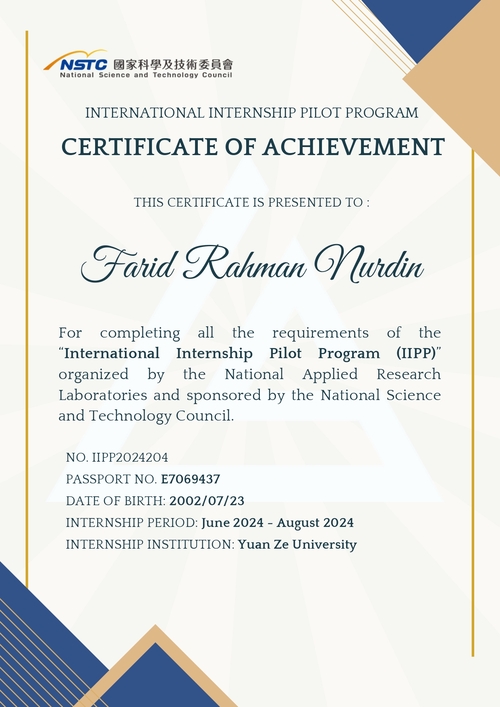 NSTC 國家科學及技術委員會
National Science and Technology Council
INTERNATIONAL INTERNSHIP PILOT PROGRAM
CERTIFICATE OF ACHIEVEMENT
THIS CERTIFICATE IS PRESENTED TO :
Farid Rahman Nurdin
For completing all the requirements of the
“International Internship Pilot Program (IIPP)”
organized by the National Applied Research
Laboratories and sponsored by the National Science
and Technology Council.
NO. IIPP2024204
PASSPORT NO. E7069437
DATE OF BIRTH: 2002/07/23
INTERNSHIP PERIOD: June 2024 - August 2024
INTERNSHIP INSTITUTION: Yuan Ze University